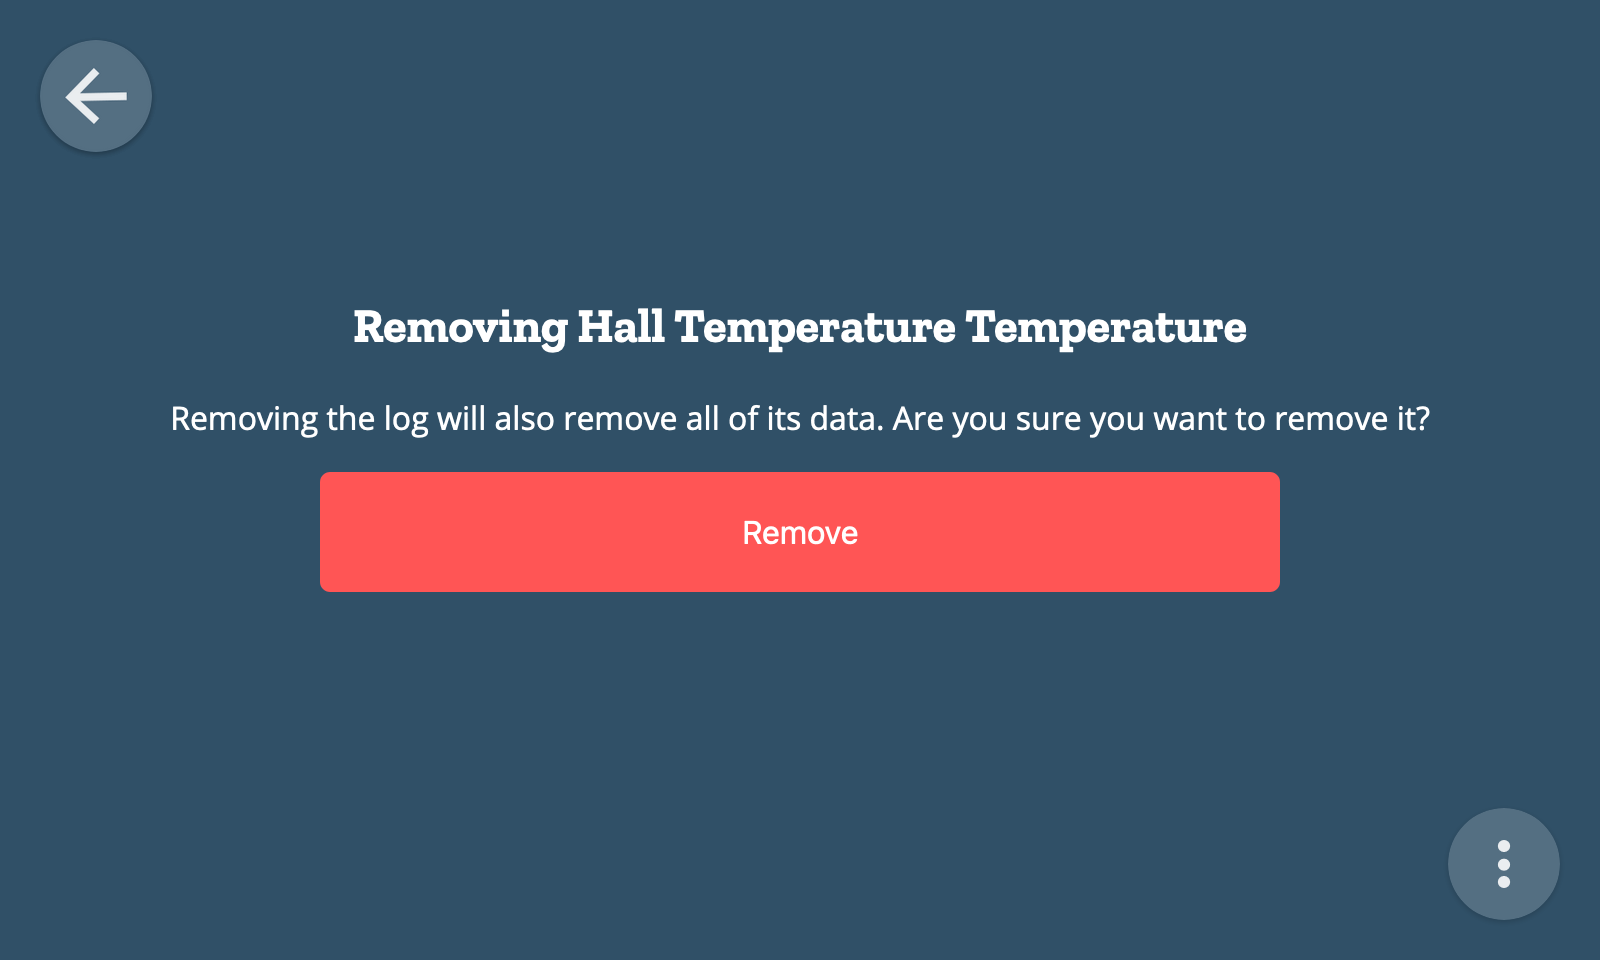 Removing Hall Temperature Temperature
Removing the log will also remove all of its data. Are you sure you want to remove it?
Remove